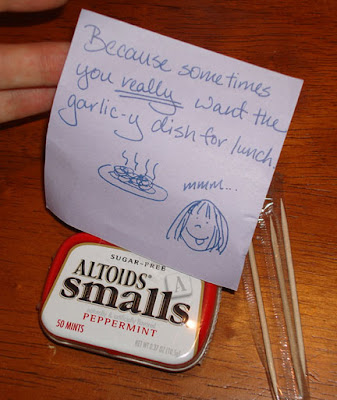 Because sometimes
you really want the
garlic-y dish for lunch
mmm...
SUGAR-FREE
ALTOIDS®
smalls
PEPPERMINT
50 MINTS